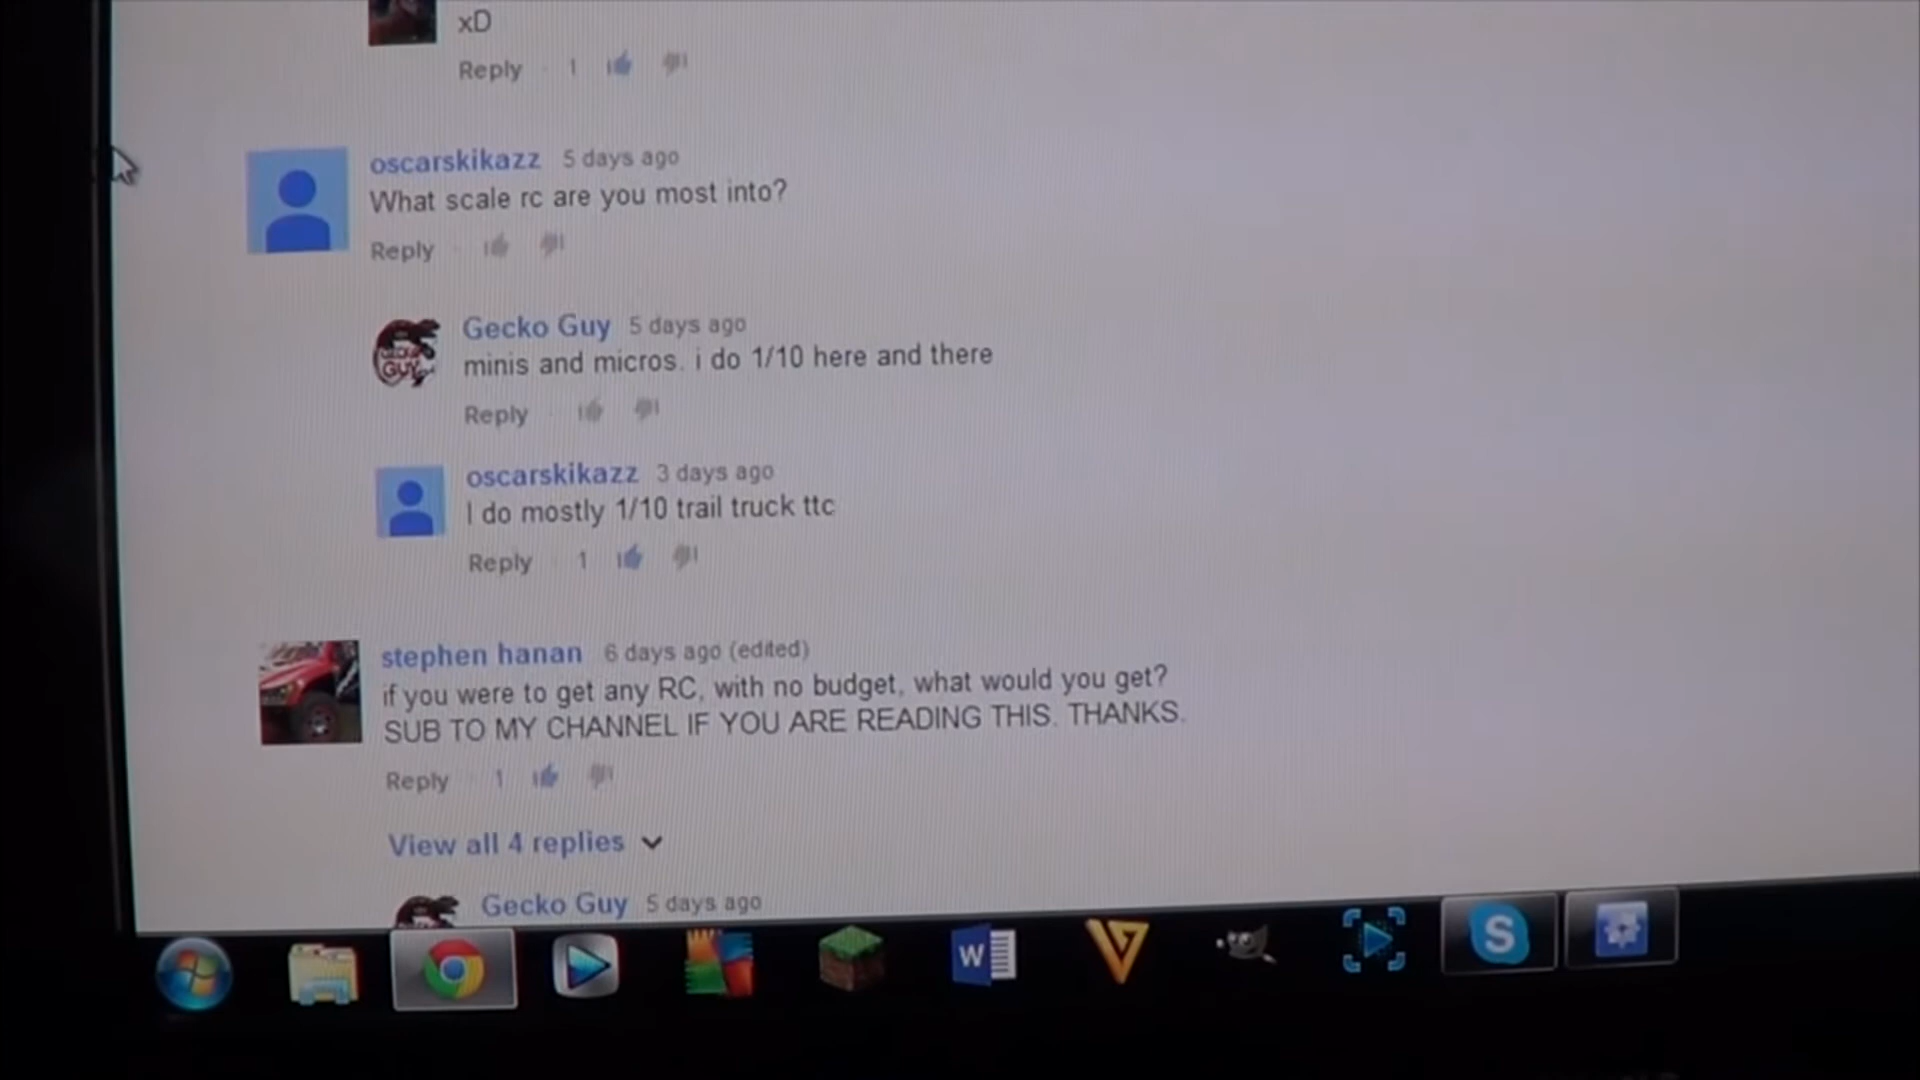 xD
Reply 1
oscarskikazz 5 days ago
What scale rc are you most into?
Reply
Gecko Guy 5 days ago
minis and micros. i do 1/10 here and there
Reply
oscarskikazz 3 days ago
I do mostly 1/10 trail truck ttc
Reply 1
stephen hanan 6 days ago (edited)
if you were to get any RC, with no budget, what would you get?
SUB TO MY CHANNEL IF YOU ARE READING THIS. THANKS.
Reply 1
View all 4 replies
Gecko Guy 5 days ago
W
S